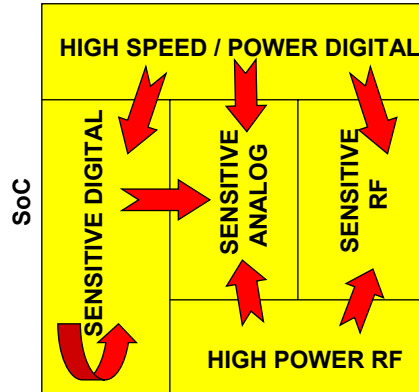 HIGH SPEED / POWER DIGITAL
SoC
SENSITIVE DIGITAL
SENSITIVE
ANALOG
SENSITIVE
RF
HIGH POWER RF